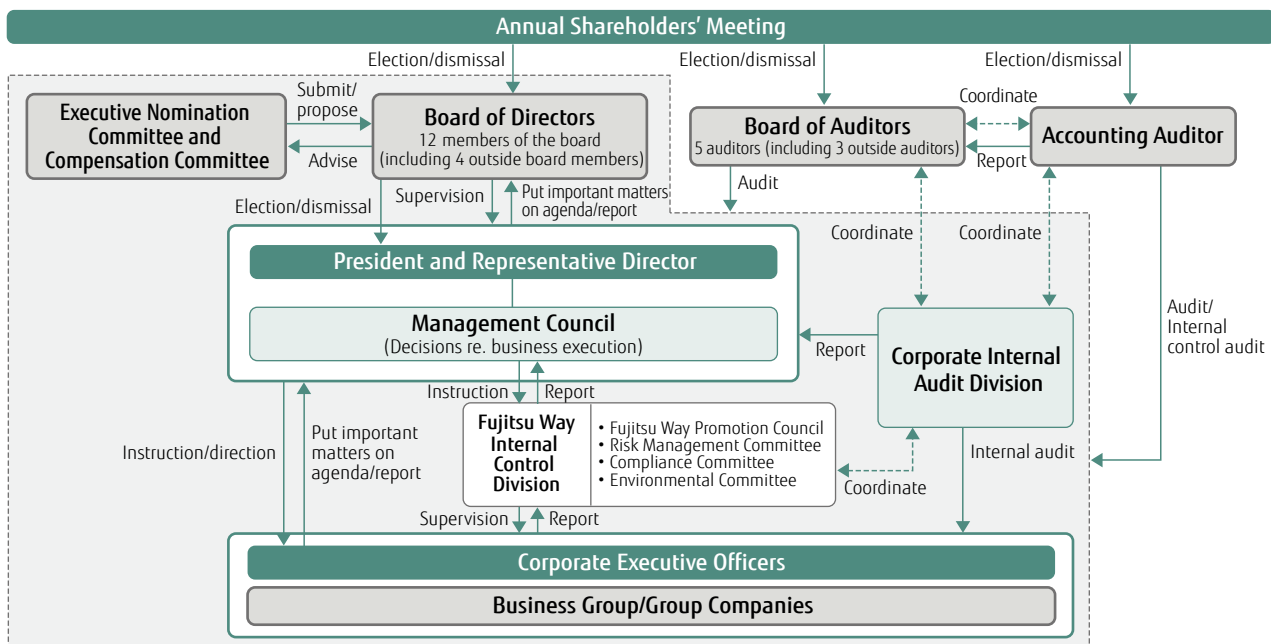 Annual Shareholders' Meeting
Election/dismissal
Election/dismissal
Election/dismissal
Executive Nomination
Committee and
Compensation Committee
Submit/
propose
Advise
Board of Directors
12 members of the board
(including 4 outside board members)
Board of Auditors
5 auditors (including 3 outside auditors)
Coordinate
Report
Accounting Auditor
Election/dismissal
Supervision
Put important matters
on agenda/report
Audit
Coordinate
Coordinate
President and Representative Director
Management Council
(Decisions re. business execution)
Report
Corporate Internal
Audit Division
Audit/
Internal
control audit
Instruction
Report
Instruction/direction
Put important
matters on
agenda/report
Fujitsu Way
Internal
Control
Division
• Fujitsu Way Promotion Council
• Risk Management Committee
• Compliance Committee
• Environmental Committee
Coordinate
Internal audit
Supervision
Report
Corporate Executive Officers
Business Group/Group Companies